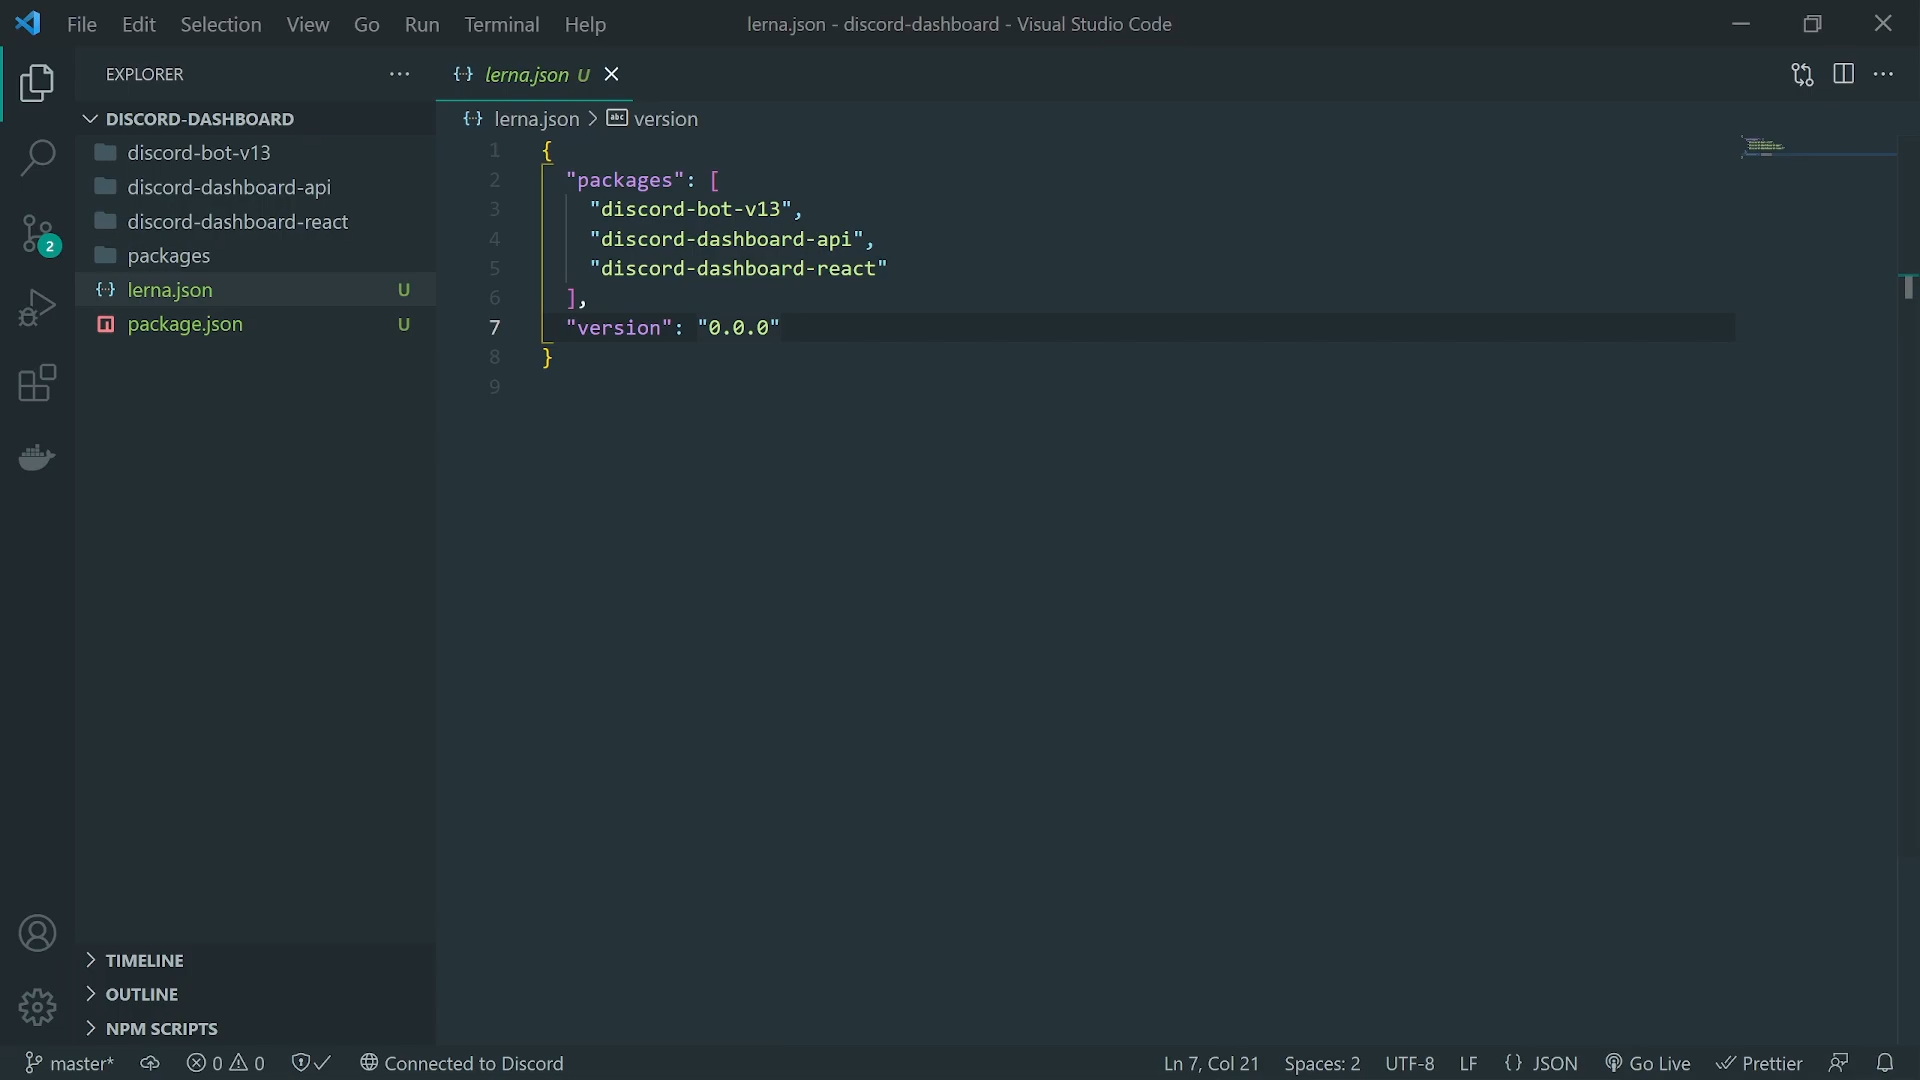 File Edit Selection View Go Run Terminal Help
lerna.json - discord-dashboard - Visual Studio Code
EXPLORER
lerna.json U
DISCORD-DASHBOARD
lerna.json > abc version
discord-bot-v13
discord-dashboard-api
discord-dashboard-react
packages
lerna.json U
package.json U
2
1 {
2 "packages": [
3 "discord-bot-v13",
4 "discord-dashboard-api",
5 "discord-dashboard-react"
6 ],
7 "version": "0.0.0"
8 }
9
TIMELINE
OUTLINE
NPM SCRIPTS
master* 0 0 Connected to Discord
Ln 7, Col 21 Spaces: 2 UTF-8 LF {} JSON Go Live Prettier